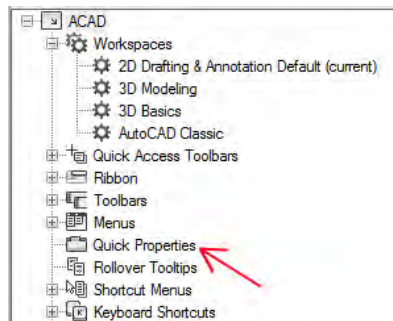 ACAD
Workspaces
2D Drafting & Annotation Default (current)
3D Modeling
3D Basics
AutoCAD Classic
Quick Access Toolbars
Ribbon
Toolbars
Menus
Quick Properties
Rollover Tooltips
Shortcut Menus
Keyboard Shortcuts